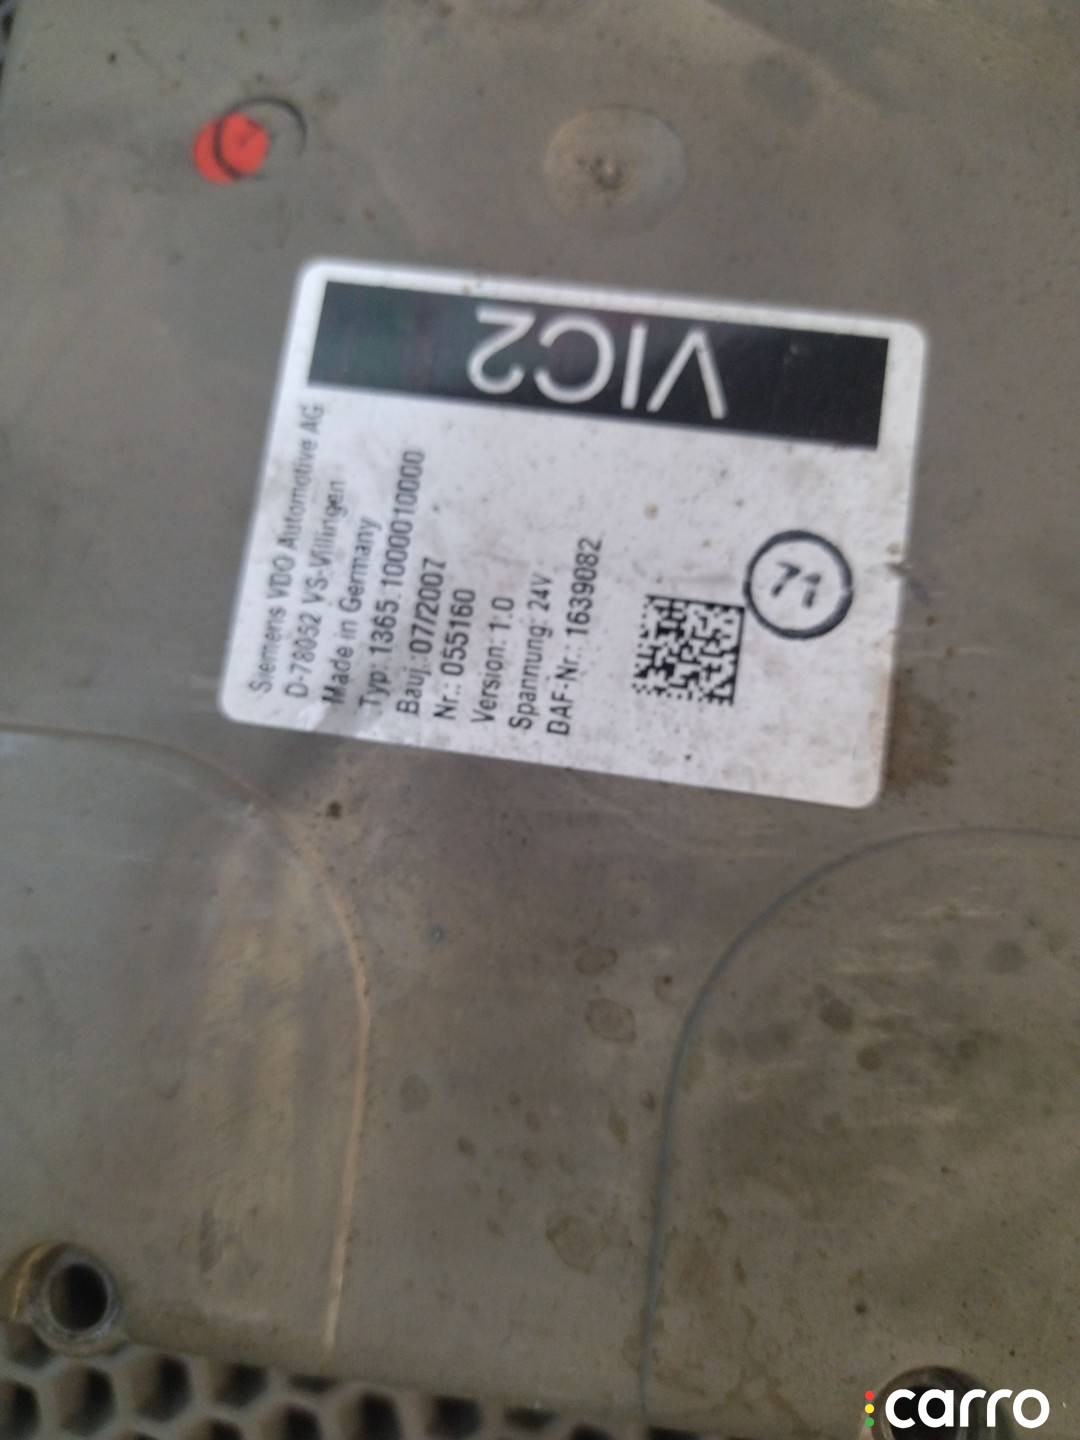 VIC2
Siemens VDO Automotive AG
D-78052 VS-Villingen
Made in Germany
Typ: 1365.10000010000
Bauj.:07/2007
Nr.: 055160
Version: 1.0
Spannung: 24V
DAF-Nr.: 1639082
71
carro